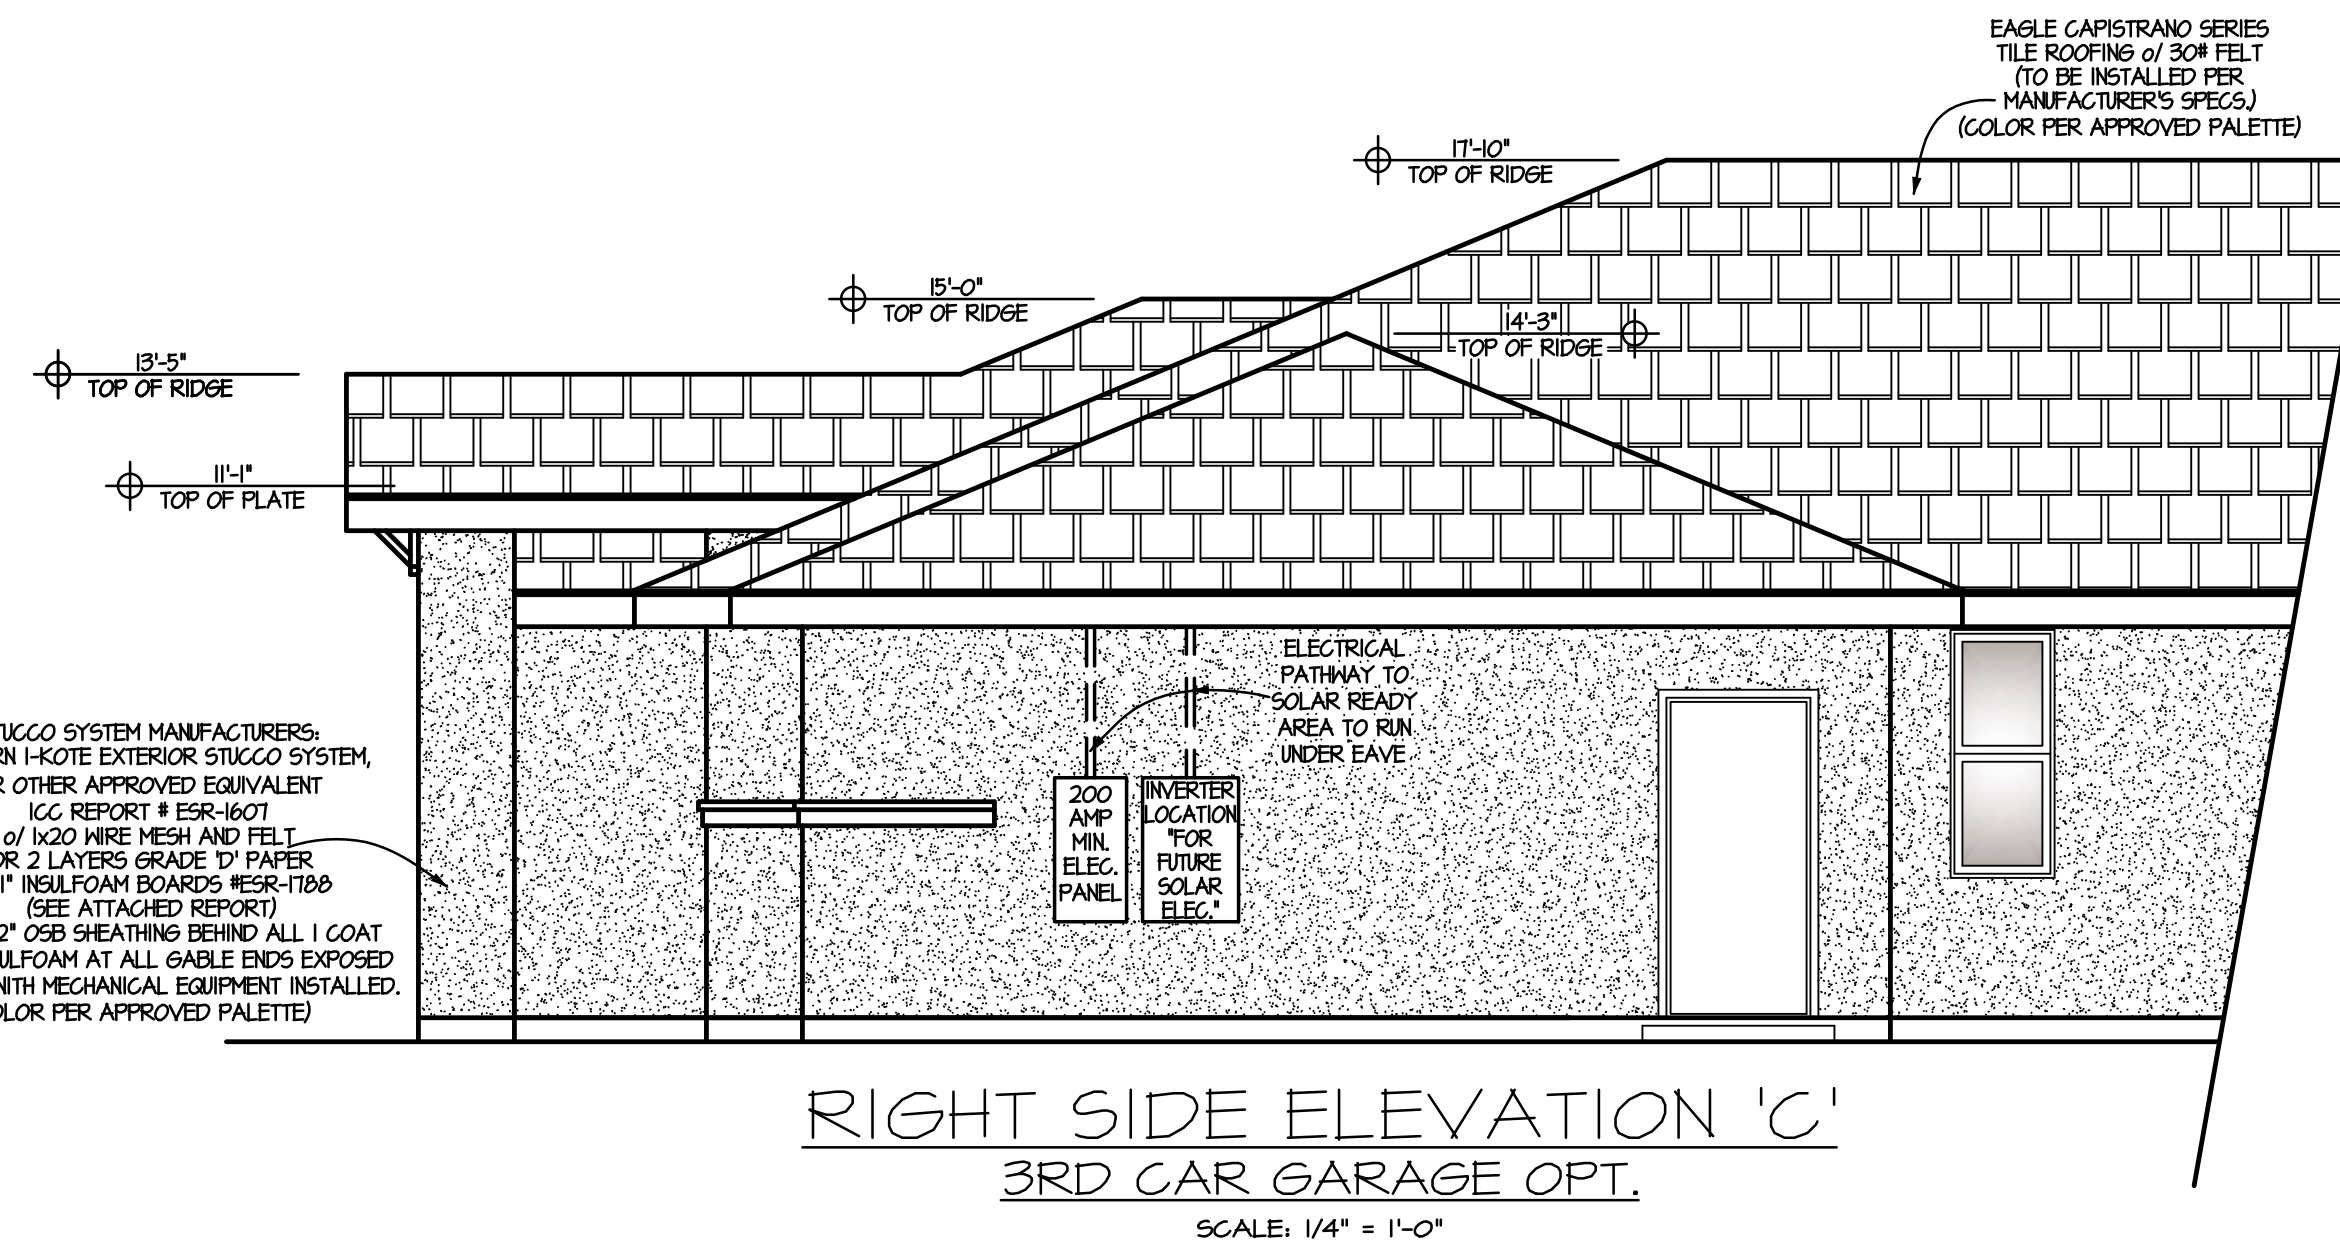 EAGLE CAPISTRANO SERIES
TILE ROOFING o/ 30# FELT
(TO BE INSTALLED PER
MANUFACTURER'S SPECS.)
(COLOR PER APPROVED PALETTE)
17'-10"
TOP OF RIDGE
15'-0"
TOP OF RIDGE
14'-3"
TOP OF RIDGE
13'-5"
TOP OF RIDGE
11'-1"
TOP OF PLATE
ELECTRICAL
PATHWAY TO
SOLAR READY
AREA TO RUN
UNDER EAVE
200
AMP
MIN.
ELEC.
PANEL
INVERTER
LOCATION
"FOR
FUTURE
SOLAR
ELEC."
SYSTEM MANUFACTURERS:
1-KOTE EXTERIOR STUCCO SYSTEM,
OTHER APPROVED EQUIVALENT
ICC REPORT # ESR-1607
o/ 1x20 WIRE MESH AND FELT
OR 2 LAYERS GRADE 'D' PAPER
1" INSULFOAM BOARDS #ESR-1788
(SEE ATTACHED REPORT)
OSB SHEATHING BEHIND ALL 1 COAT
AT ALL GABLE ENDS EXPOSED
MECHANICAL EQUIPMENT INSTALLED.
PER APPROVED PALETTE)
RIGHT SIDE ELEVATION 'C'
3RD CAR GARAGE OPT.
SCALE: 1/4" = 1'-0"